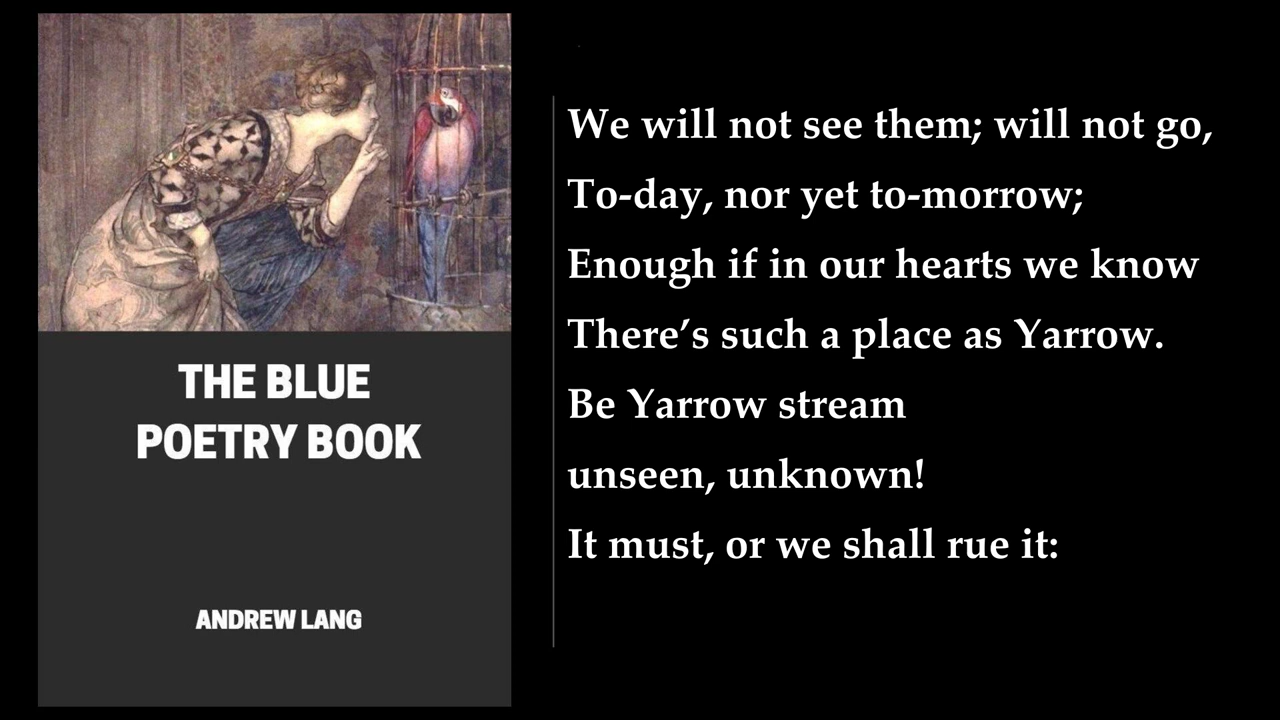 THE BLUE
POETRY BOOK
ANDREW LANG
We will not see them; will not go,
To-day, nor yet to-morrow;
Enough if in our hearts we know
There’s such a place as Yarrow.
Be Yarrow stream
unseen, unknown!
It must, or we shall rue it: